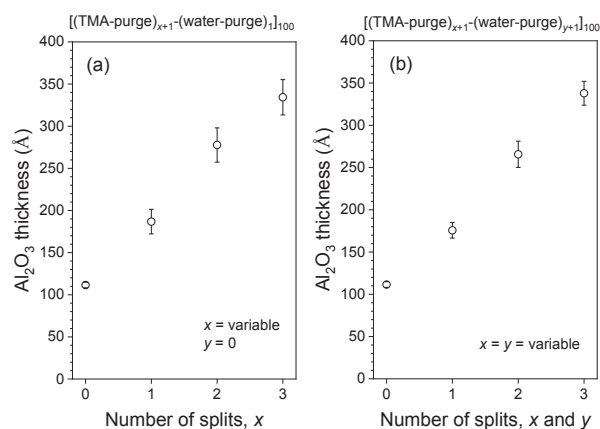 [(TMA-purge)x+1-(water-purge)1]100
(a)
Al2O3 thickness (Å)
400
350
300
250
200
150
100
50
0
x = variable
y = 0
0 1 2 3
Number of splits, x
[(TMA-purge)x+1-(water-purge)y+1]100
(b)
Al2O3 thickness (Å)
400
350
300
250
200
150
100
50
0
x = y = variable
0 1 2 3
Number of splits, x and y